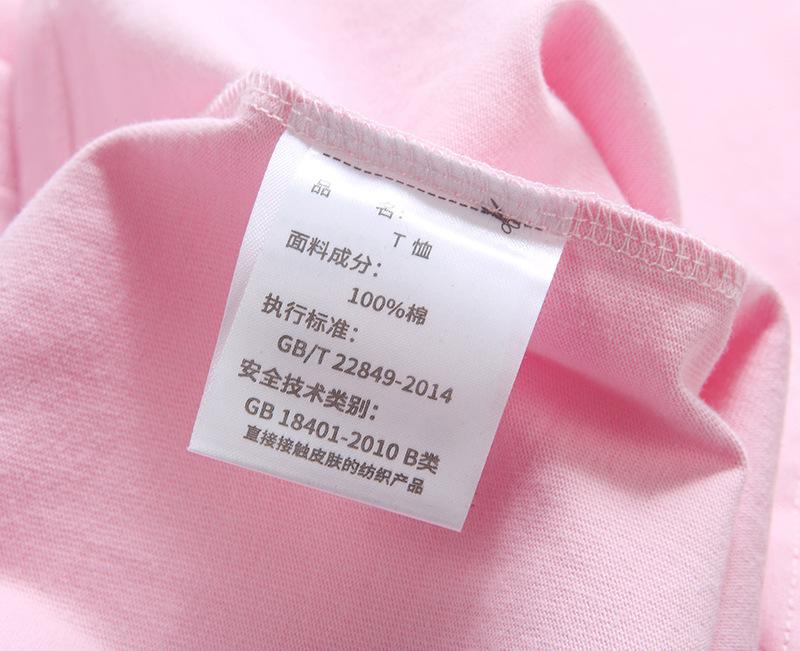 品 名：
T 恤
面料成分：
100%棉
执行标准：
GB/T 22849-2014
安全技术类别：
GB 18401-2010 B类
直接接触皮肤的纺织产品